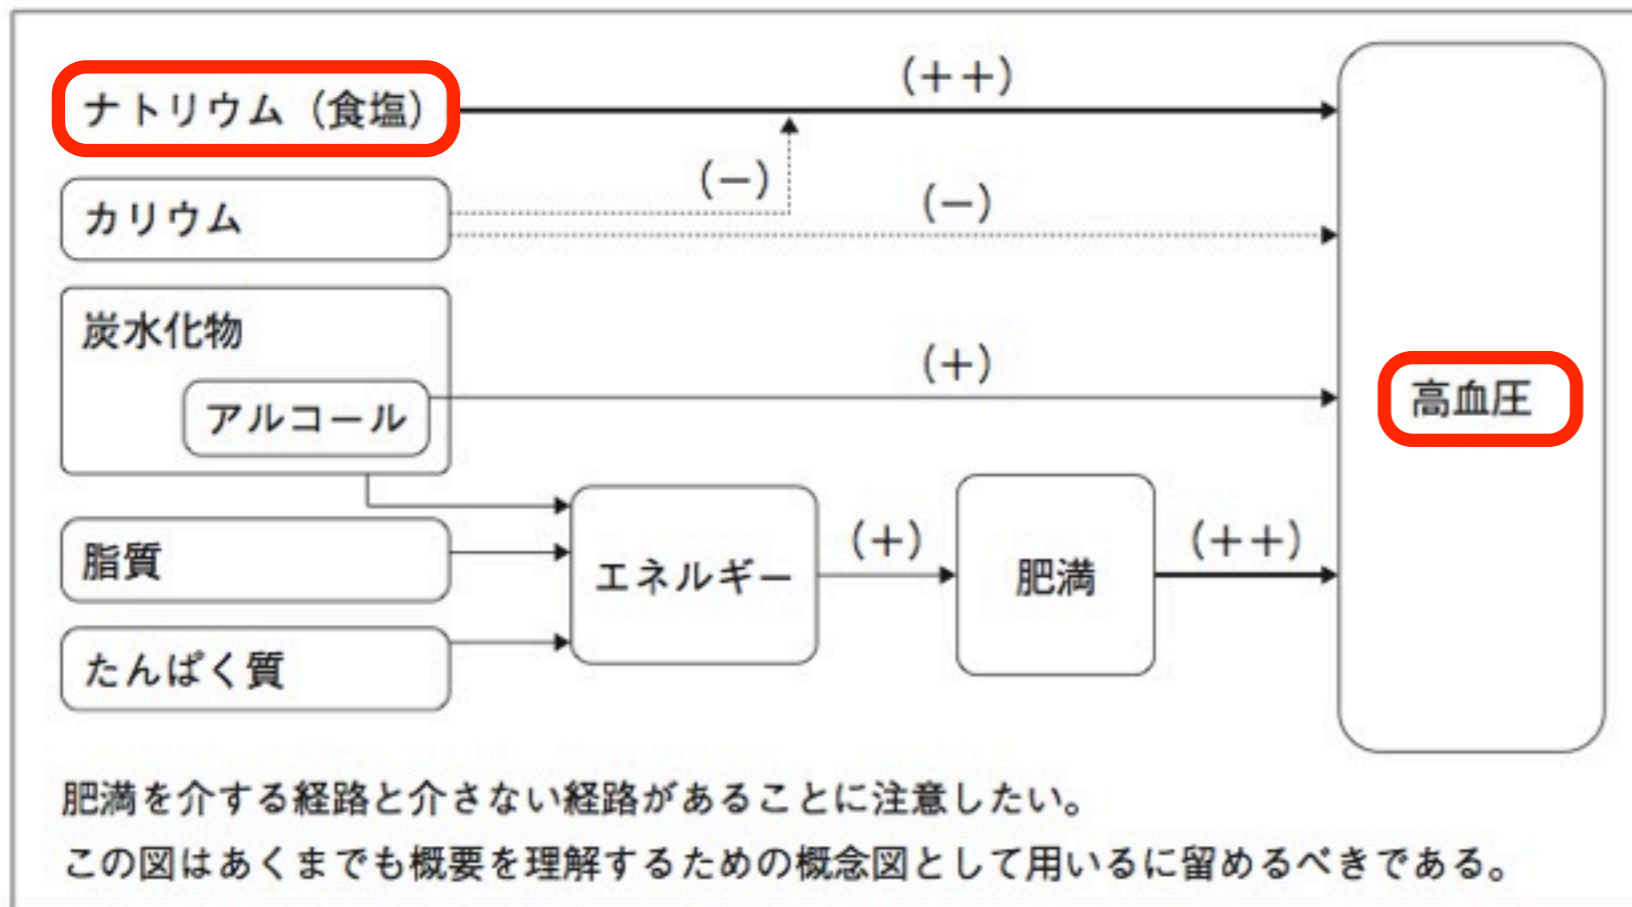 ナトリウム（食塩）
(++)
(−)
カリウム
(−)
炭水化物
アルコール
(+)
高血圧
脂質
たんぱく質
エネルギー
(+)
肥満
(++)
肥満を介する経路と介さない経路があることに注意したい。
この図はあくまでも概要を理解するための概念図として用いるに留めるべきである。